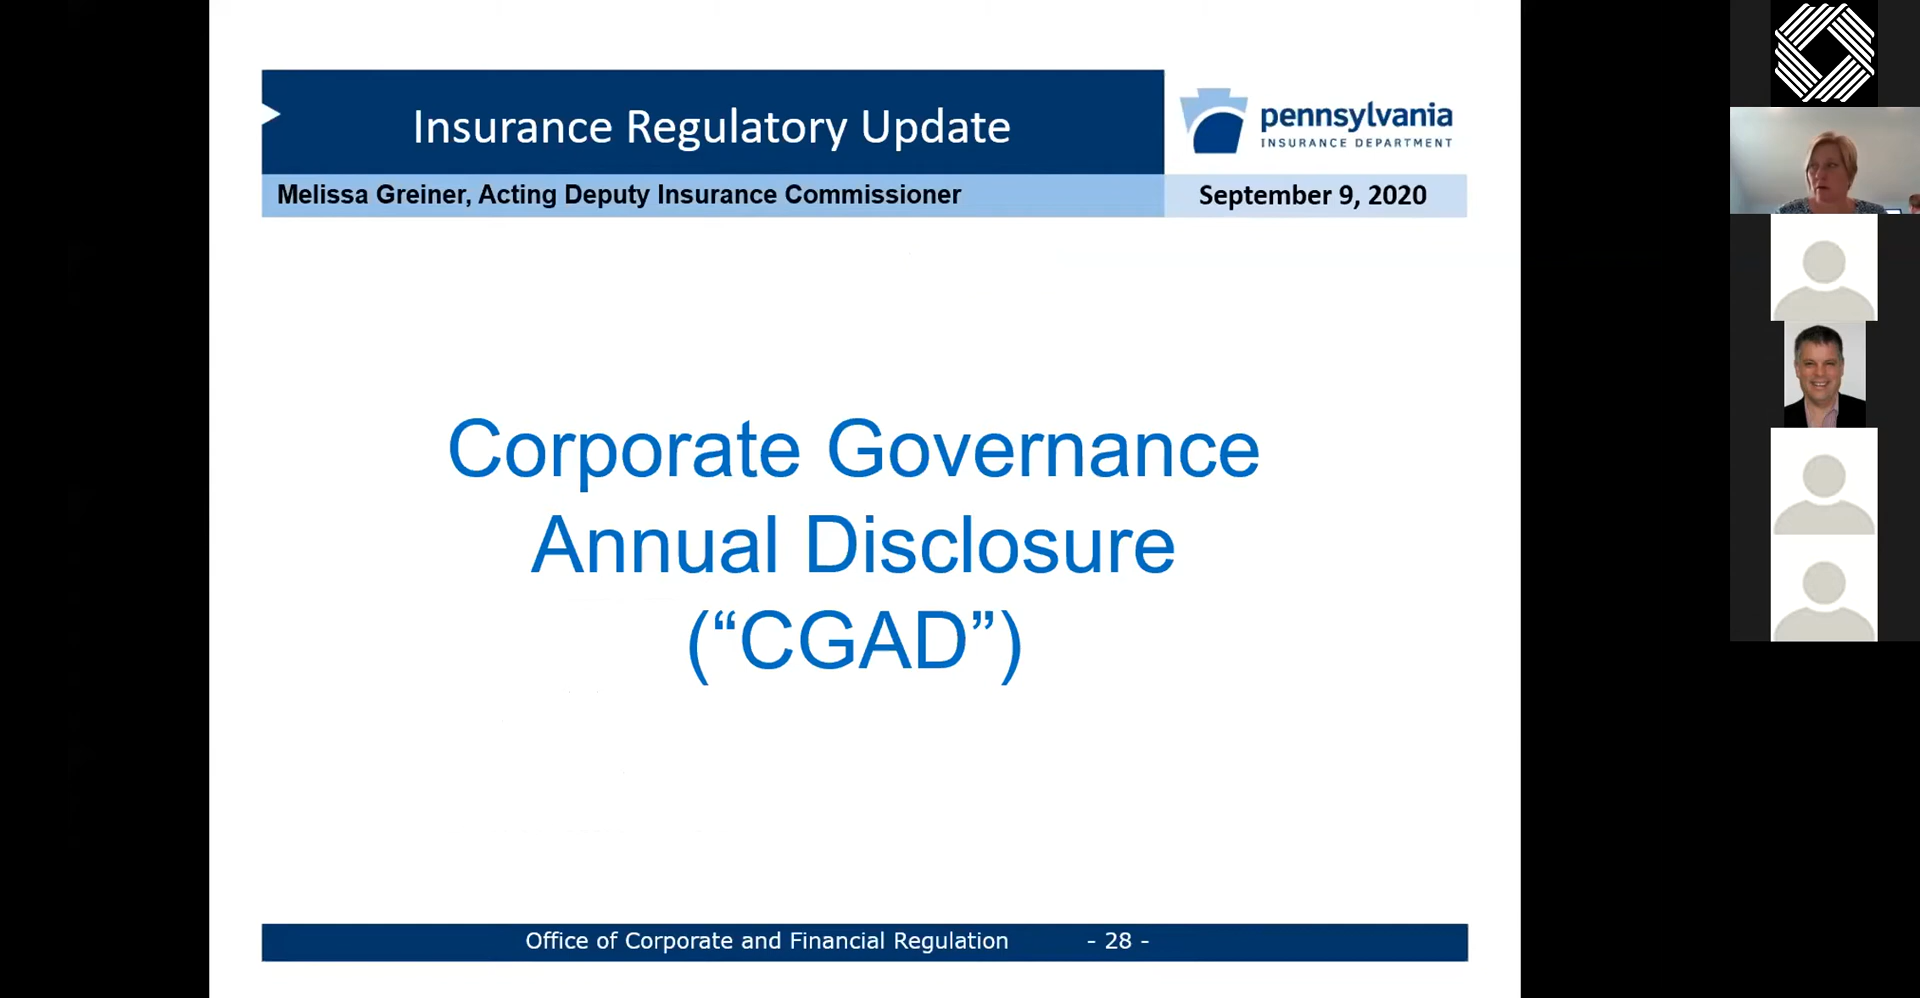 Insurance Regulatory Update
pennsylvania
INSURANCE DEPARTMENT
Melissa Greiner, Acting Deputy Insurance Commissioner
September 9, 2020
Corporate Governance
Annual Disclosure
(“CGAD”)
Office of Corporate and Financial Regulation - 28 -